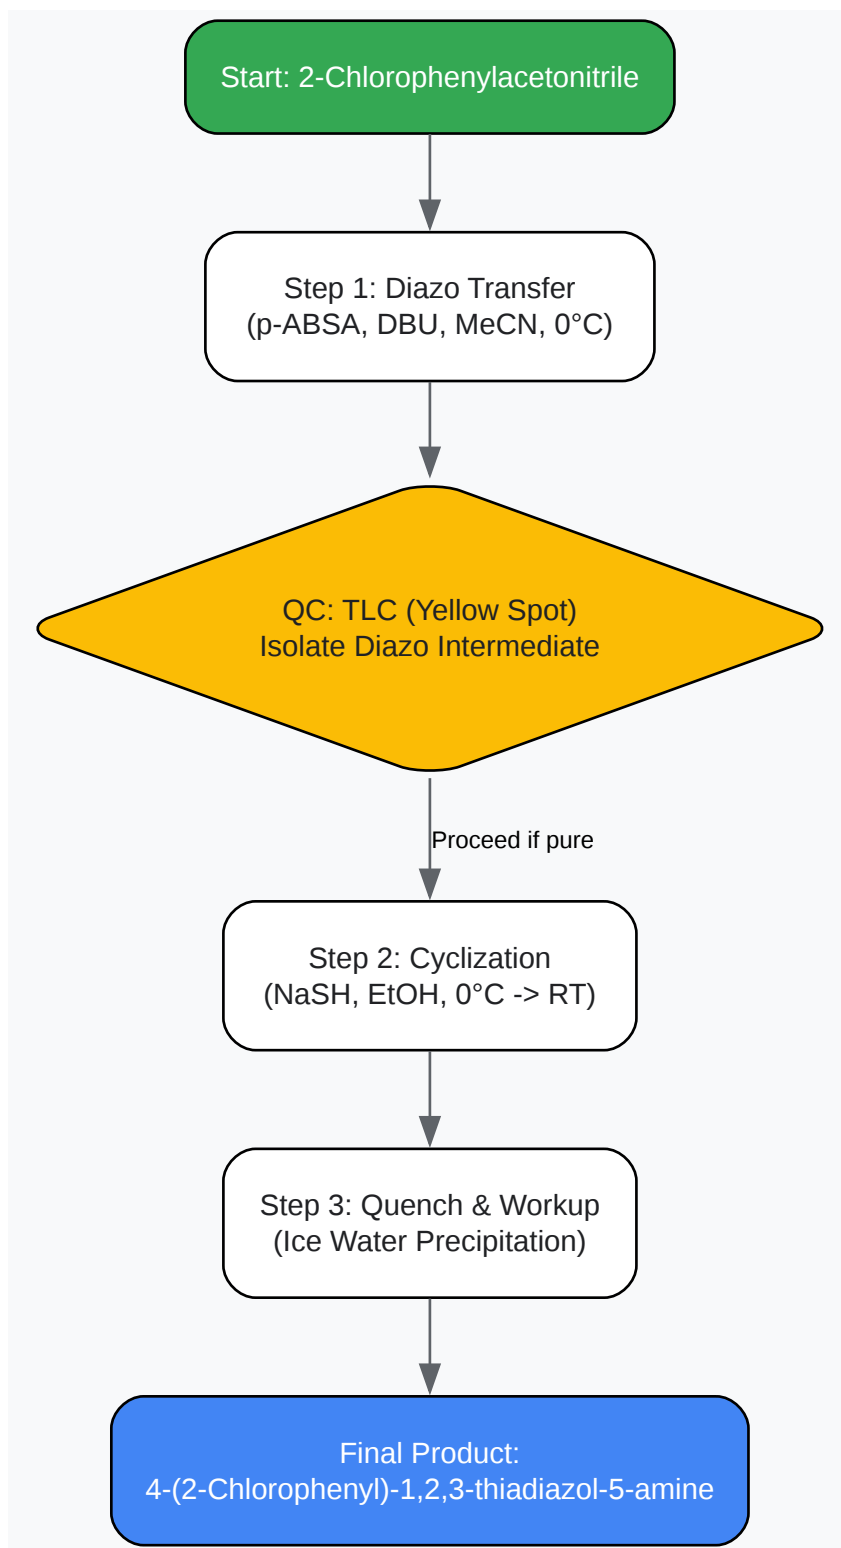 Start: 2-Chlorophenylacetonitrile
Step 1: Diazo Transfer
(p-ABSA, DBU, MeCN, 0°C)
QC: TLC (Yellow Spot)
Isolate Diazo Intermediate
Proceed if pure
Step 2: Cyclization
(NaSH, EtOH, 0°C -> RT)
Step 3: Quench & Workup
(Ice Water Precipitation)
Final Product:
4-(2-Chlorophenyl)-1,2,3-thiadiazol-5-amine